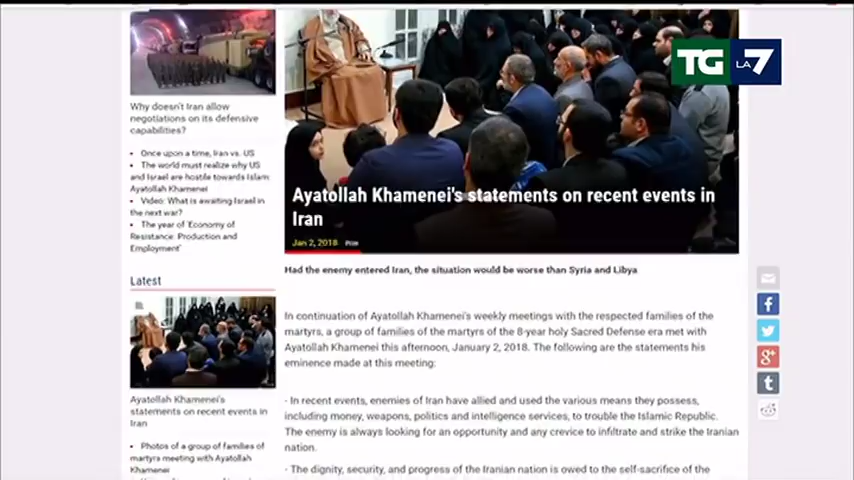 TG LA 7
Why doesn't Iran allow
negotiations on its defensive
capabilities?
• Once upon a time, Iran vs. US
• The world must realize why US
and Israel are hostile towards Islam:
Ayatollah Khamenei
• Video: What is awaiting Israel in
the next war?
• The year of 'Economy of
Resistance: Production and
Employment'
Latest
Ayatollah Khamenei's
statements on recent events in
Iran
• Photos of a group of families of
martyrs meeting with Ayatollah
Khamenei
Ayatollah Khamenei's statements on recent events in
Iran
Jan 2, 2018 Print
Had the enemy entered Iran, the situation would be worse than Syria and Libya
In continuation of Ayatollah Khamenei's weekly meetings with the respected families of the
martyrs, a group of families of the martyrs of the 8-year holy Sacred Defense era met with
Ayatollah Khamenei this afternoon, January 2, 2018. The following are the statements his
eminence made at this meeting:
- In recent events, enemies of Iran have allied and used the various means they possess,
including money, weapons, politics and intelligence services, to trouble the Islamic Republic.
The enemy is always looking for an opportunity and any crevice to infiltrate and strike the Iranian
nation.
- The dignity, security, and progress of the Iranian nation is owed to the self-sacrifice of the